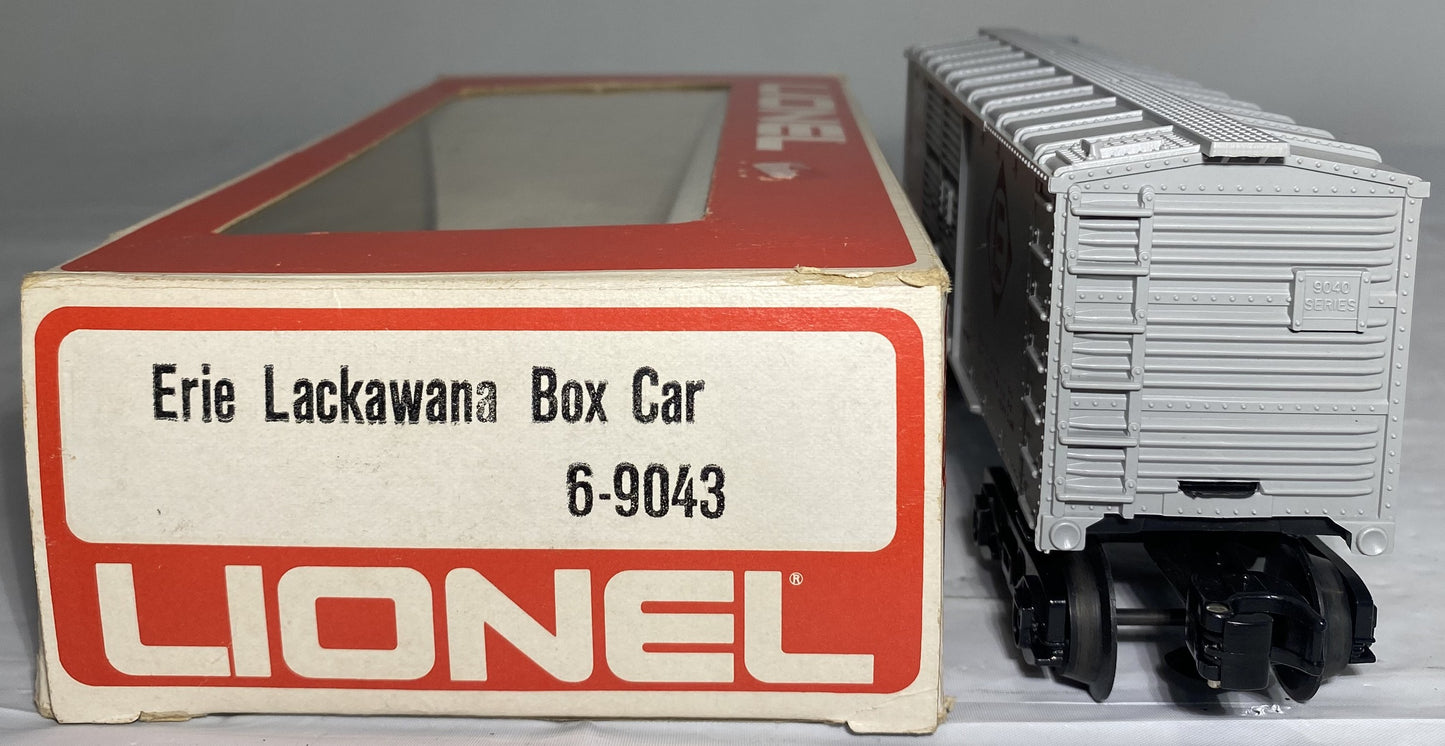 LIONEL
Erie Lackawana Box Car
6-9043
LIONEL®
9040
SERIES